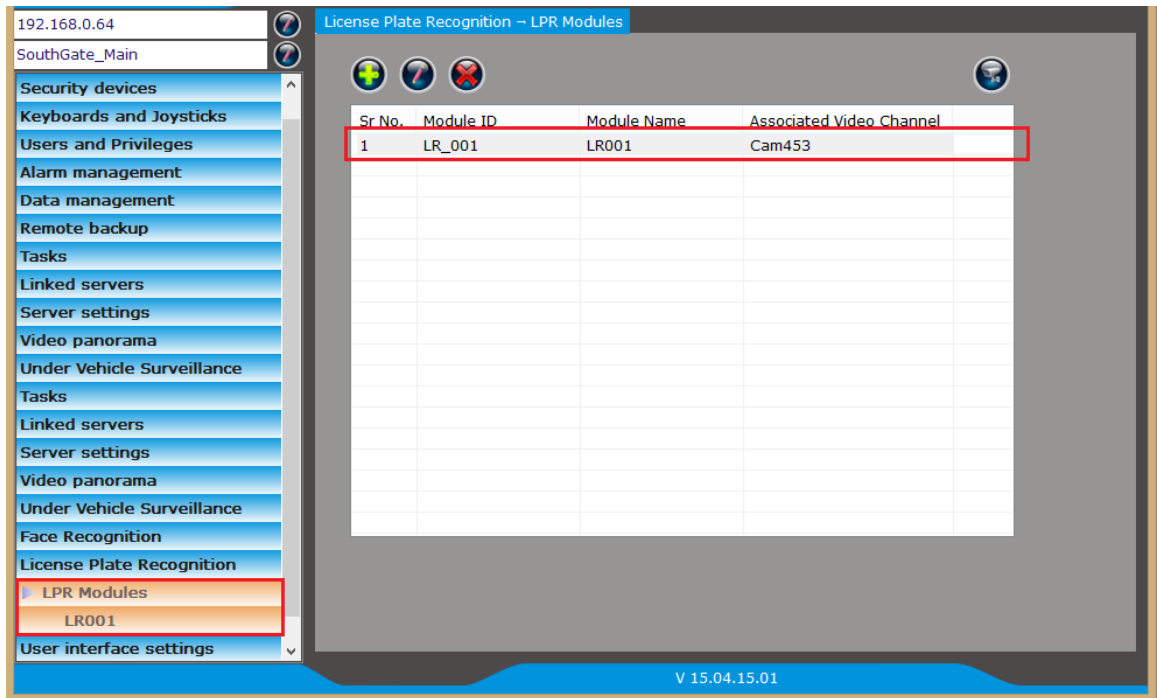 192.168.0.64
SouthGate_Main
Security devices
Keyboards and Joysticks
Users and Privileges
Alarm management
Data management
Remote backup
Tasks
Linked servers
Server settings
Video panorama
Under Vehicle Surveillance
Tasks
Linked servers
Server settings
Video panorama
Under Vehicle Surveillance
Face Recognition
License Plate Recognition
LPR Modules
LR001
User interface settings
License Plate Recognition → LPR Modules
Sr No. Module ID Module Name Associated Video Channel
1 LR_001 LR001 Cam453
V 15.04.15.01